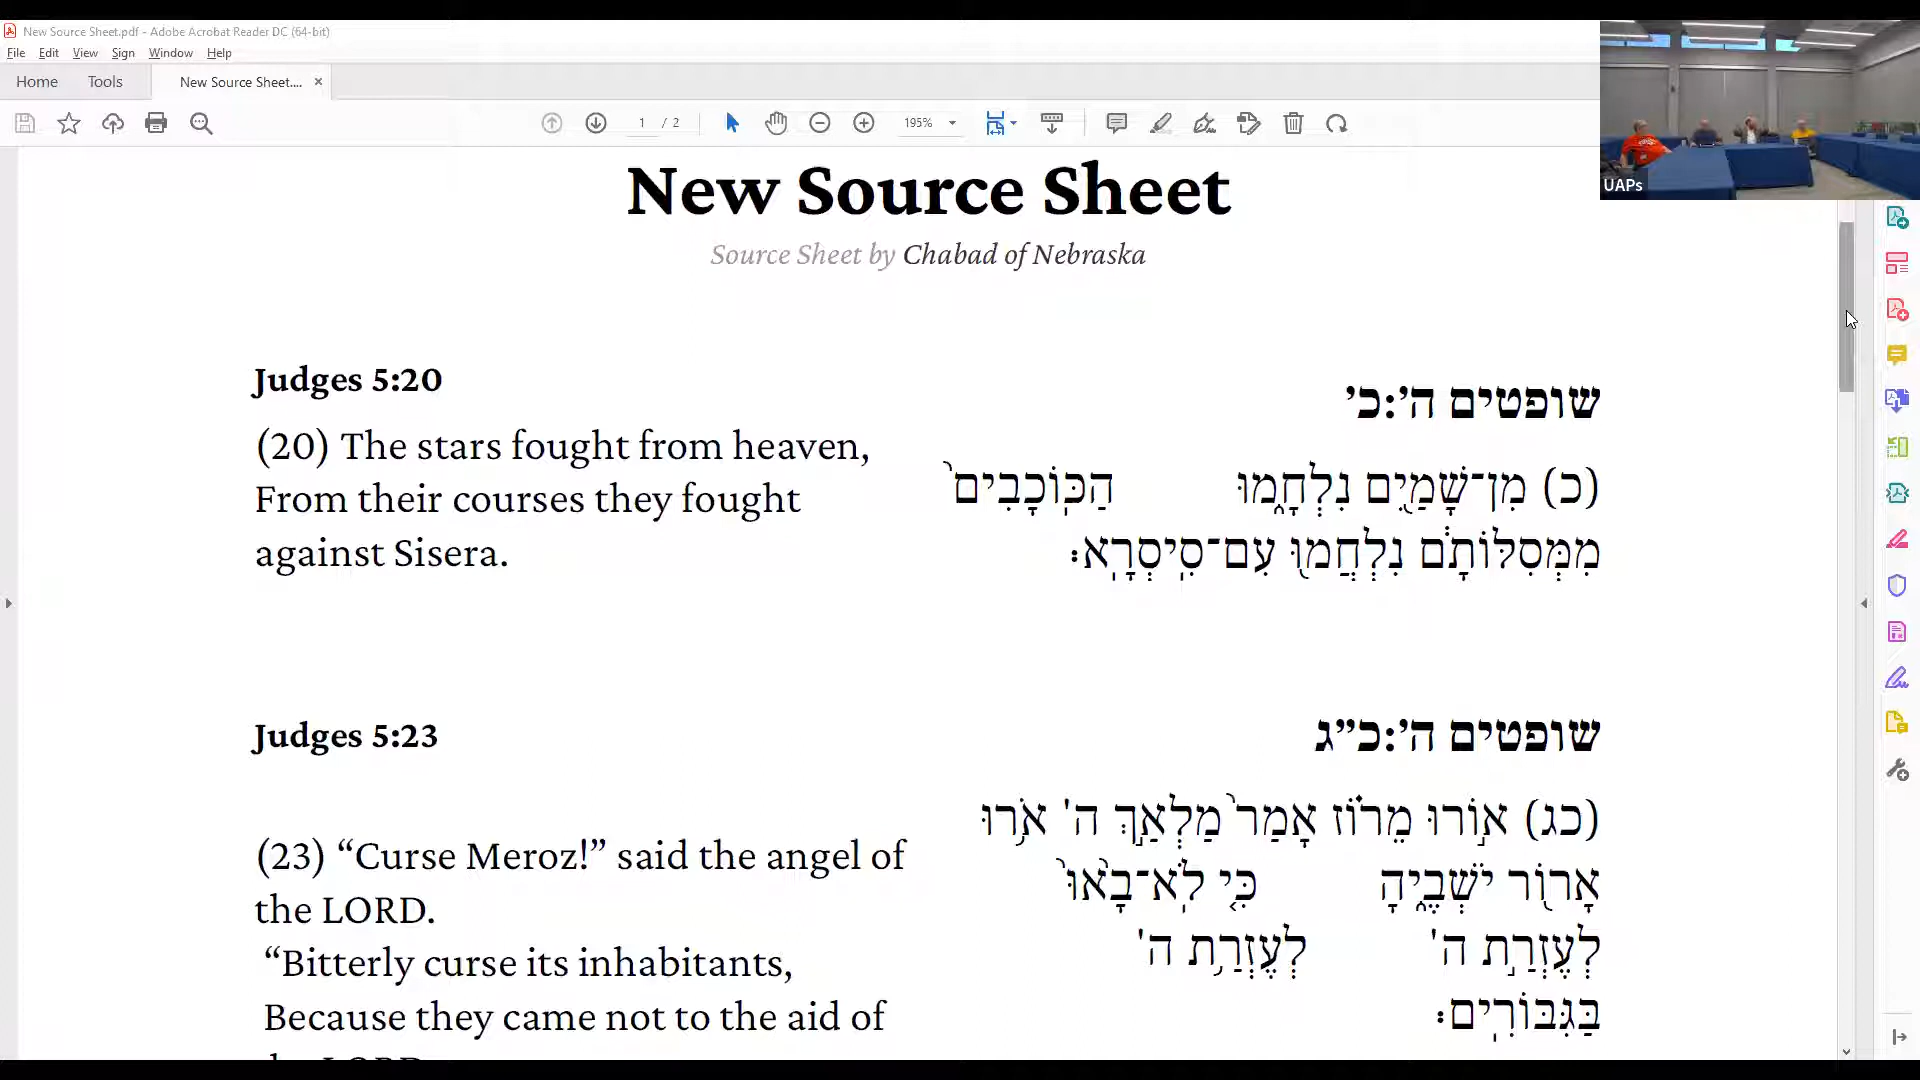 New Source Sheet.pdf - Adobe Acrobat Reader DC (64-bit)
File Edit View Sign Window Help
Home Tools New Source Sheet.... ×
1 / 2 195%
UAPs
New Source Sheet
Source Sheet by Chabad of Nebraska
Judges 5:20
(20) The stars fought from heaven,
From their courses they fought
against Sisera.
שופטים ה׳:כ׳
(כ) מִן־שָׁמַ֖יִם נִלְחָ֑מוּ הַכּֽוֹכָבִים֙
מִמְּסִלּוֹתָ֔ם נִלְחֲמ֖וּ עִם־סִֽיסְרָֽא׃
Judges 5:23
(23) “Curse Meroz!” said the angel of
the LORD.
“Bitterly curse its inhabitants,
Because they came not to the aid of
the LORD
שופטים ה׳:כ״ג
(כג) א֣וֹרוּ מֵר֗וֹז אָמַר֙ מַלְאַ֣ךְ ה' אֹ֥רוּ
אָר֖וֹר יֹשְׁבֶ֑יהָ כִּ֤י לֹֽא־בָ֙אוּ֙
לְעֶזְרַ֣ת ה' לְעֶזְרַ֥ת ה'
בַּגִּבּוֹרִֽים׃